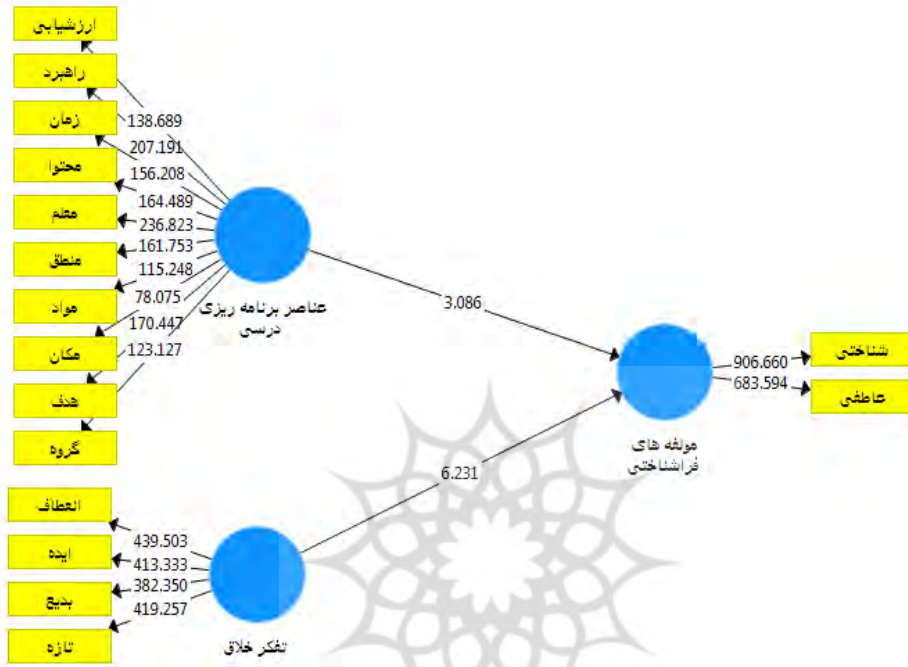 ارزشیابی
راهبرد
زمان
محتوا
معلم
منطق
مواد
مکان
هدف
گروه
138.689
207.191
156.208
164.489
236.823
161.753
115.248
78.075
170.447
123.127
عناصر برنامه ریزی
درسی
3.086
انعطاف
ایده
بدیع
تازه
439.503
413.333
382.350
419.257
تفکر خلاق
6.231
مولفه های
فراشناختی
906.660
683.594
شناختی
عاطفی